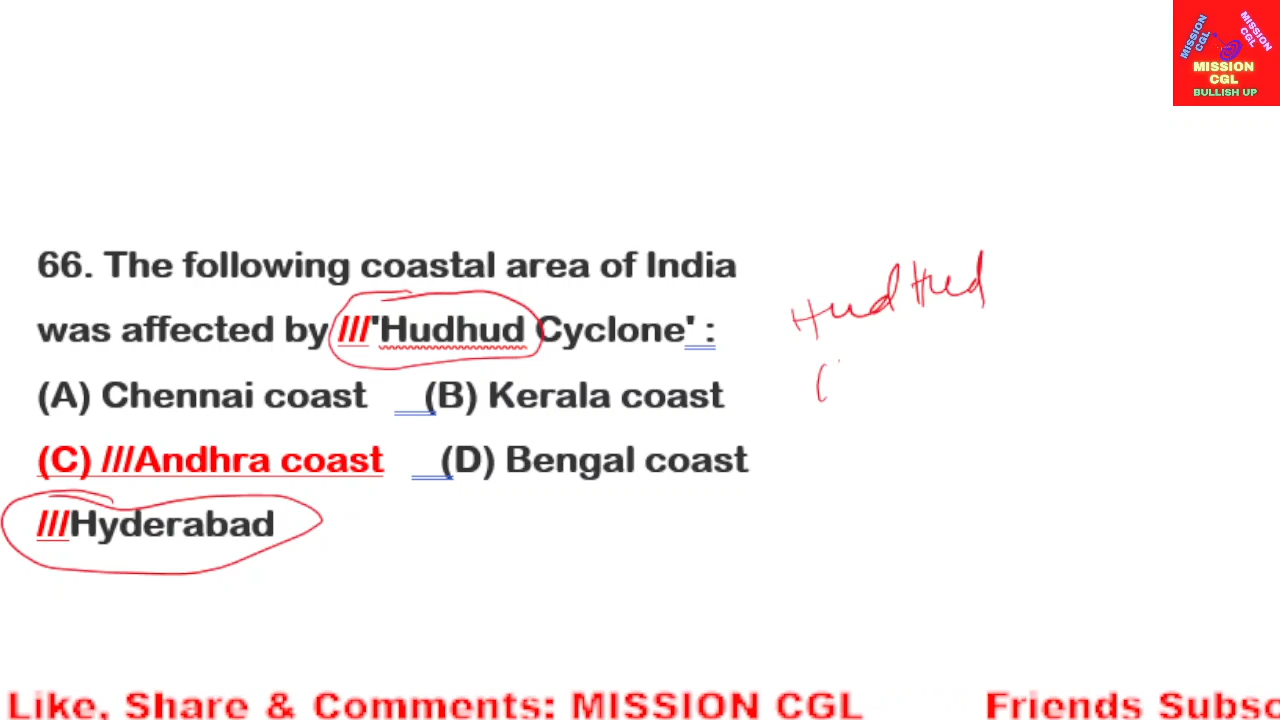 MISSION CGL
MISSION CGL
MISSION
CGL
BULLISH UP
66. The following coastal area of India
was affected by ///'Hudhud Cyclone' :
HudHud
(A) Chennai coast (B) Kerala coast
(
(C) ///Andhra coast (D) Bengal coast
///Hyderabad
Like, Share & Comments: MISSION CGL Friends Subsc